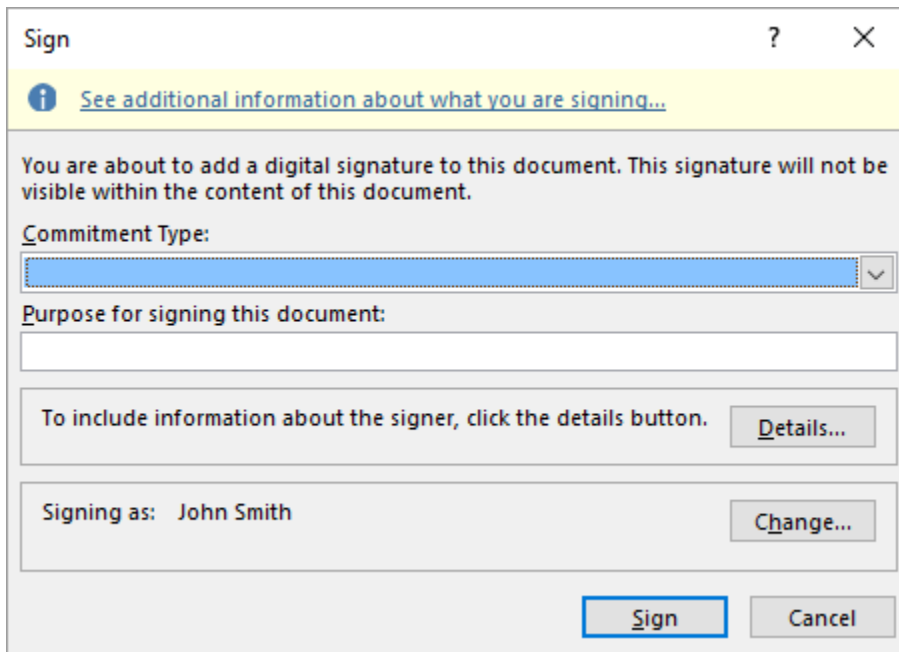 Sign
?
See additional information about what you are signing...
You are about to add a digital signature to this document. This signature will not be
visible within the content of this document.
Commitment Type:
Purpose for signing this document:
To include information about the signer, click the details button.
Details...
Signing as: John Smith
Change...
Sign
Cancel